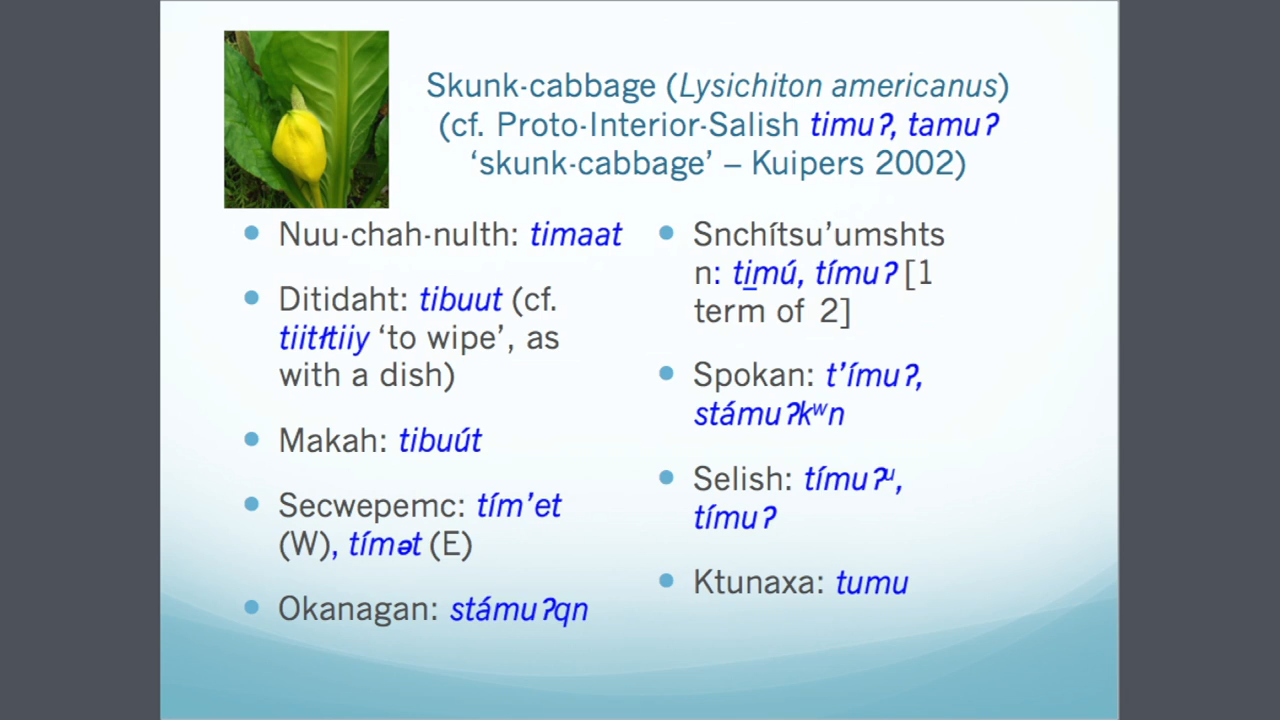 Skunk-cabbage (Lysichiton americanus)
(cf. Proto-Interior-Salish timuʔ, tamuʔ
‘skunk-cabbage’ – Kuipers 2002)
Nuu-chah-nulth: timaat
Ditidaht: tibuut (cf.
tiitɫtiiy ‘to wipe’, as
with a dish)
Makah: tibuút
Secwepemc: tím’et
(W), tímət (E)
Okanagan: stámuʔqn
Snchítsu’umshts
n: ti̲mú, tímuʔ [1
term of 2]
Spokan: t’ímuʔ,
stámuʔkʷn
Selish: tímuʔᶣ,
tímuʔ
Ktunaxa: tumu